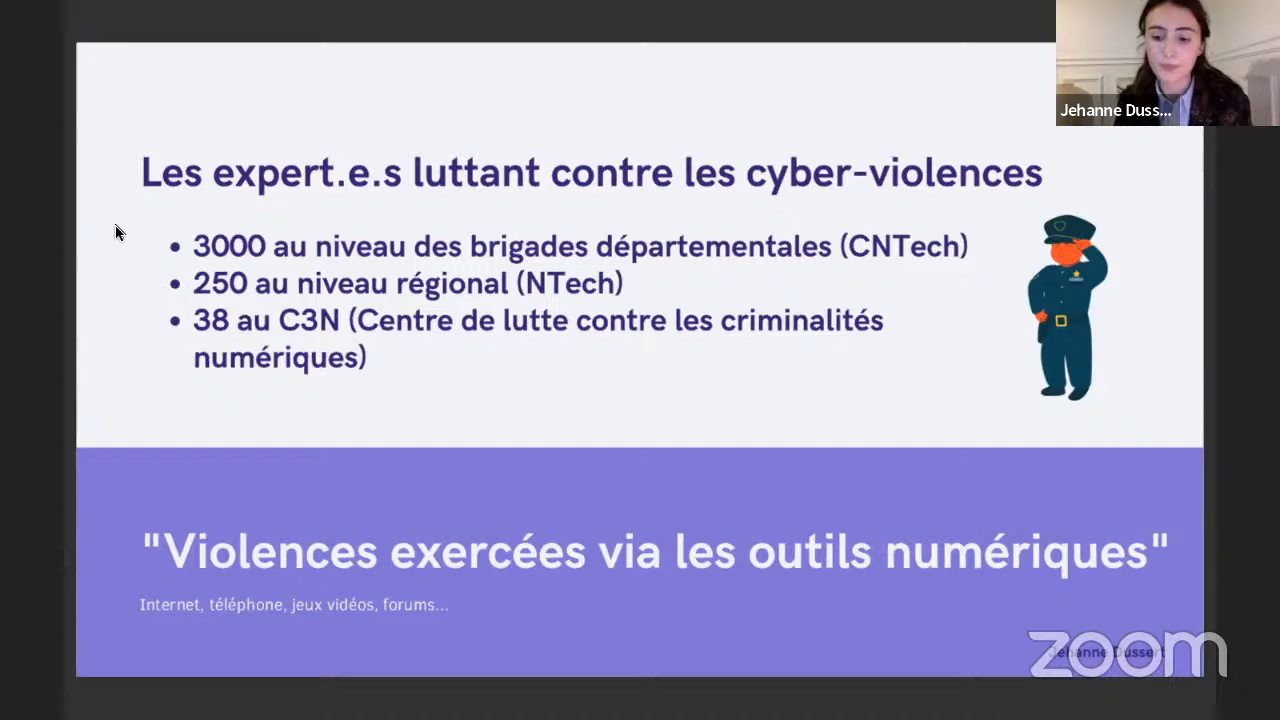 Jehanne Duss...
Les expert.e.s luttant contre les cyber-violences
• 3000 au niveau des brigades départementales (CNTech)
• 250 au niveau régional (NTech)
• 38 au C3N (Centre de lutte contre les criminalités
numériques)
"Violences exercées via les outils numériques"
Internet, téléphone, jeux vidéos, forums...
Jehanne Dussert
zoom